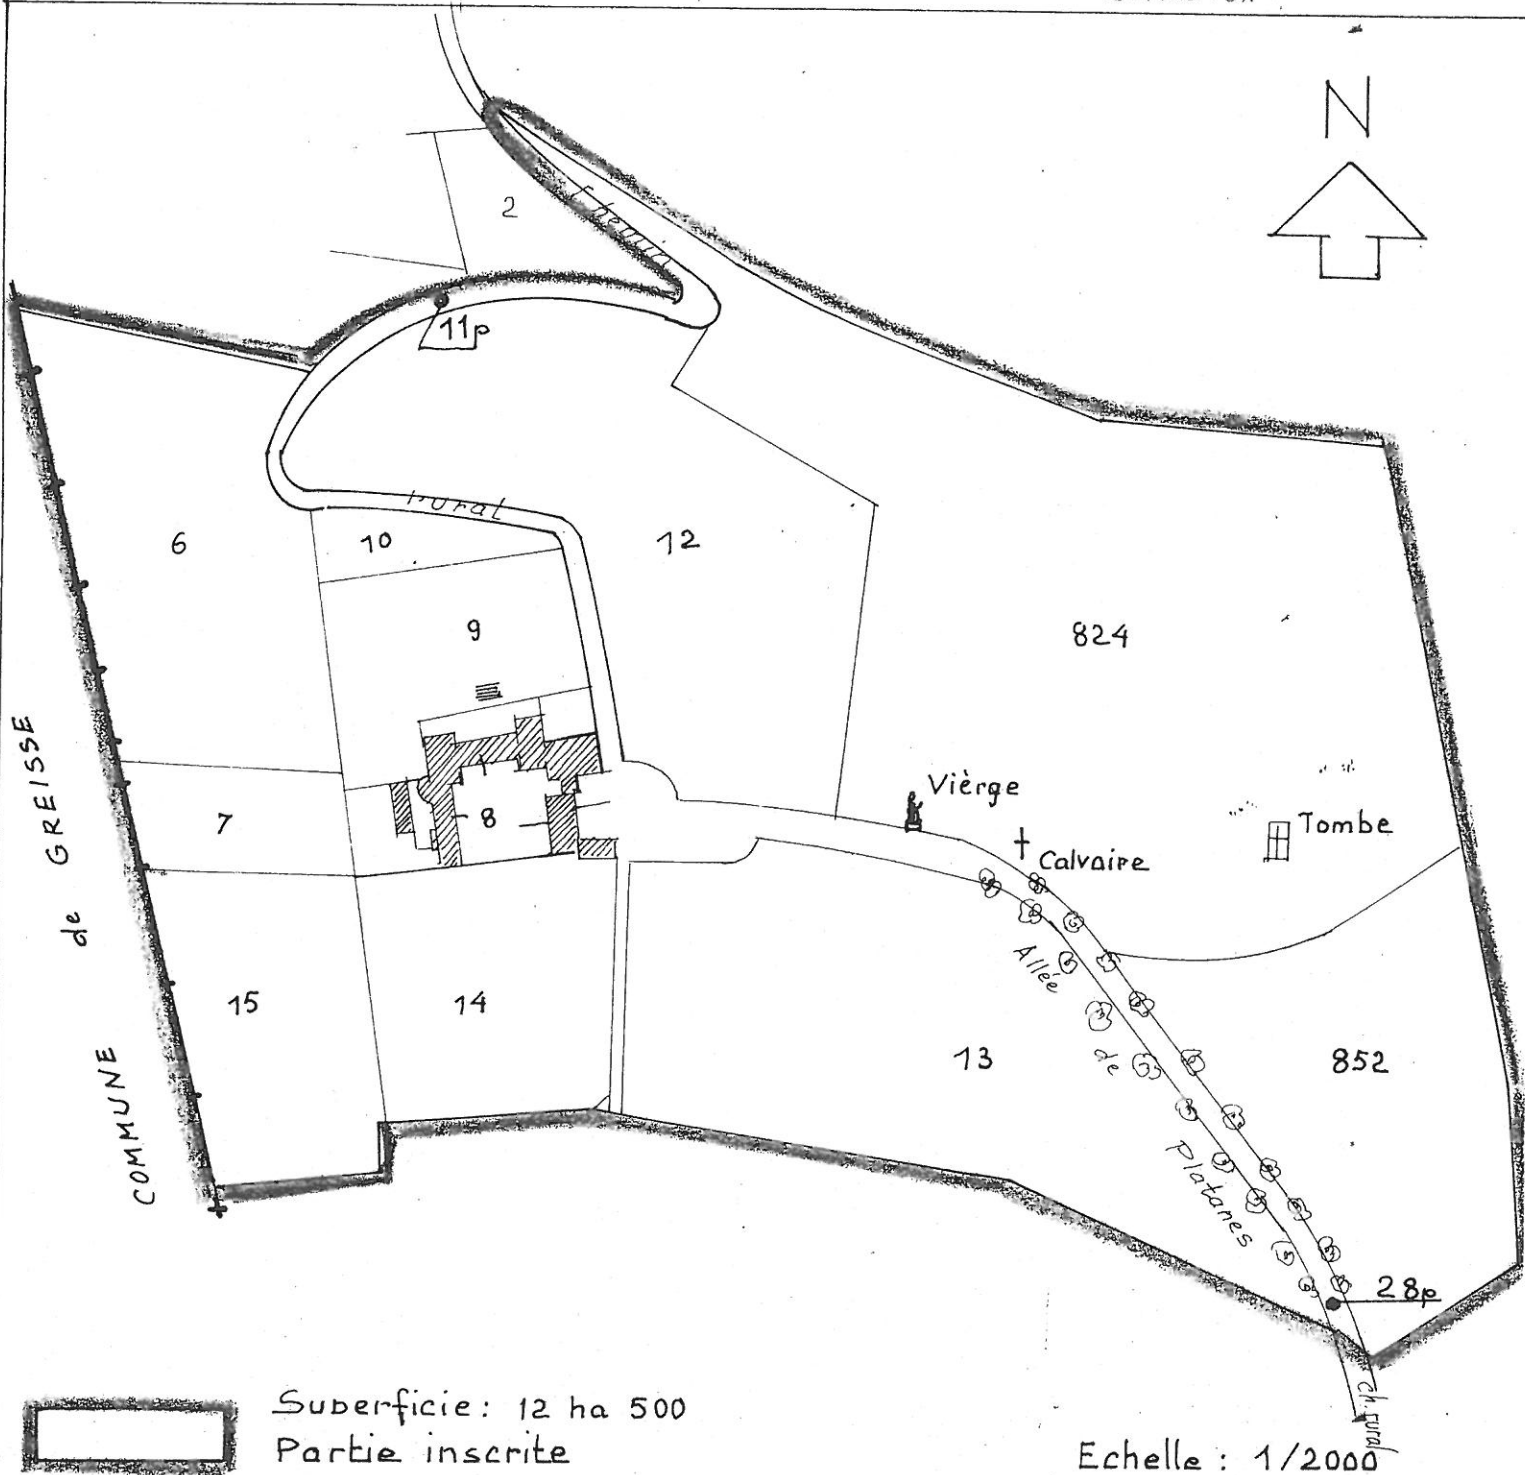 N
2
Chemin
11p
rural
6
10
12
9
824
COMMUNE de GREISSE
Vièrge
Tombe
7
8
Calvaire
Allée de Platanes
15
14
13
852
28p
ch. rural
Superficie: 12 ha 500
Partie inscrite
Echelle : 1/2000